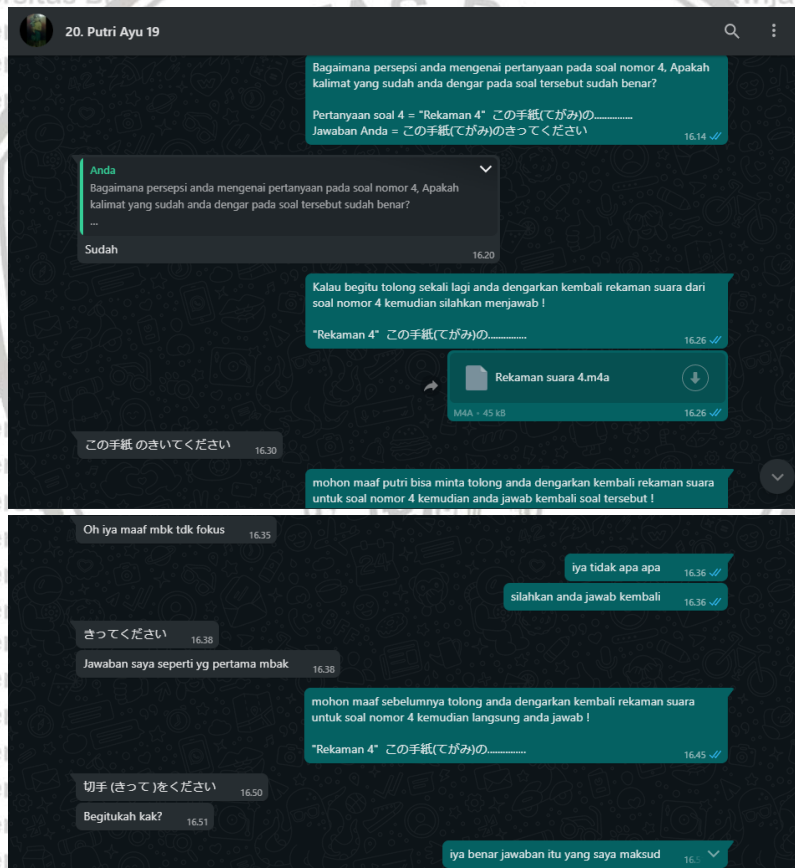 20. Putri Ayu 19
Bagaimana persepsi anda mengenai pertanyaan pada soal nomor 4, Apakah
kalimat yang sudah anda dengar pada soal tersebut sudah benar?
Pertanyaan soal 4 = "Rekaman 4" この手紙(てがみ)の...............
Jawaban Anda = この手紙(てがみ)のきってください
16.14
Anda
Bagaimana persepsi anda mengenai pertanyaan pada soal nomor 4, Apakah
kalimat yang sudah anda dengar pada soal tersebut sudah benar?
...
Sudah
16.20
Kalau begitu tolong sekali lagi anda dengarkan kembali rekaman suara dari
soal nomor 4 kemudian silahkan menjawab !
"Rekaman 4" この手紙(てがみ)の...............
16.26
Rekaman suara 4.m4a
M4A • 45 kB
16.26
この手紙 のきいてください
16.30
mohon maaf putri bisa minta tolong anda dengarkan kembali rekaman suara
untuk soal nomor 4 kemudian anda jawab kembali soal tersebut !
Oh iya maaf mbk tdk fokus
16.35
iya tidak apa apa
16.36
silahkan anda jawab kembali
16.36
きってください
16.38
Jawaban saya seperti yg pertama mbak
16.38
mohon maaf sebelumnya tolong anda dengarkan kembali rekaman suara
untuk soal nomor 4 kemudian langsung anda jawab !
"Rekaman 4" この手紙(てがみ)の...............
16.45
切手 (きって )をください
16.50
Begitukah kak?
16.51
iya benar jawaban itu yang saya maksud